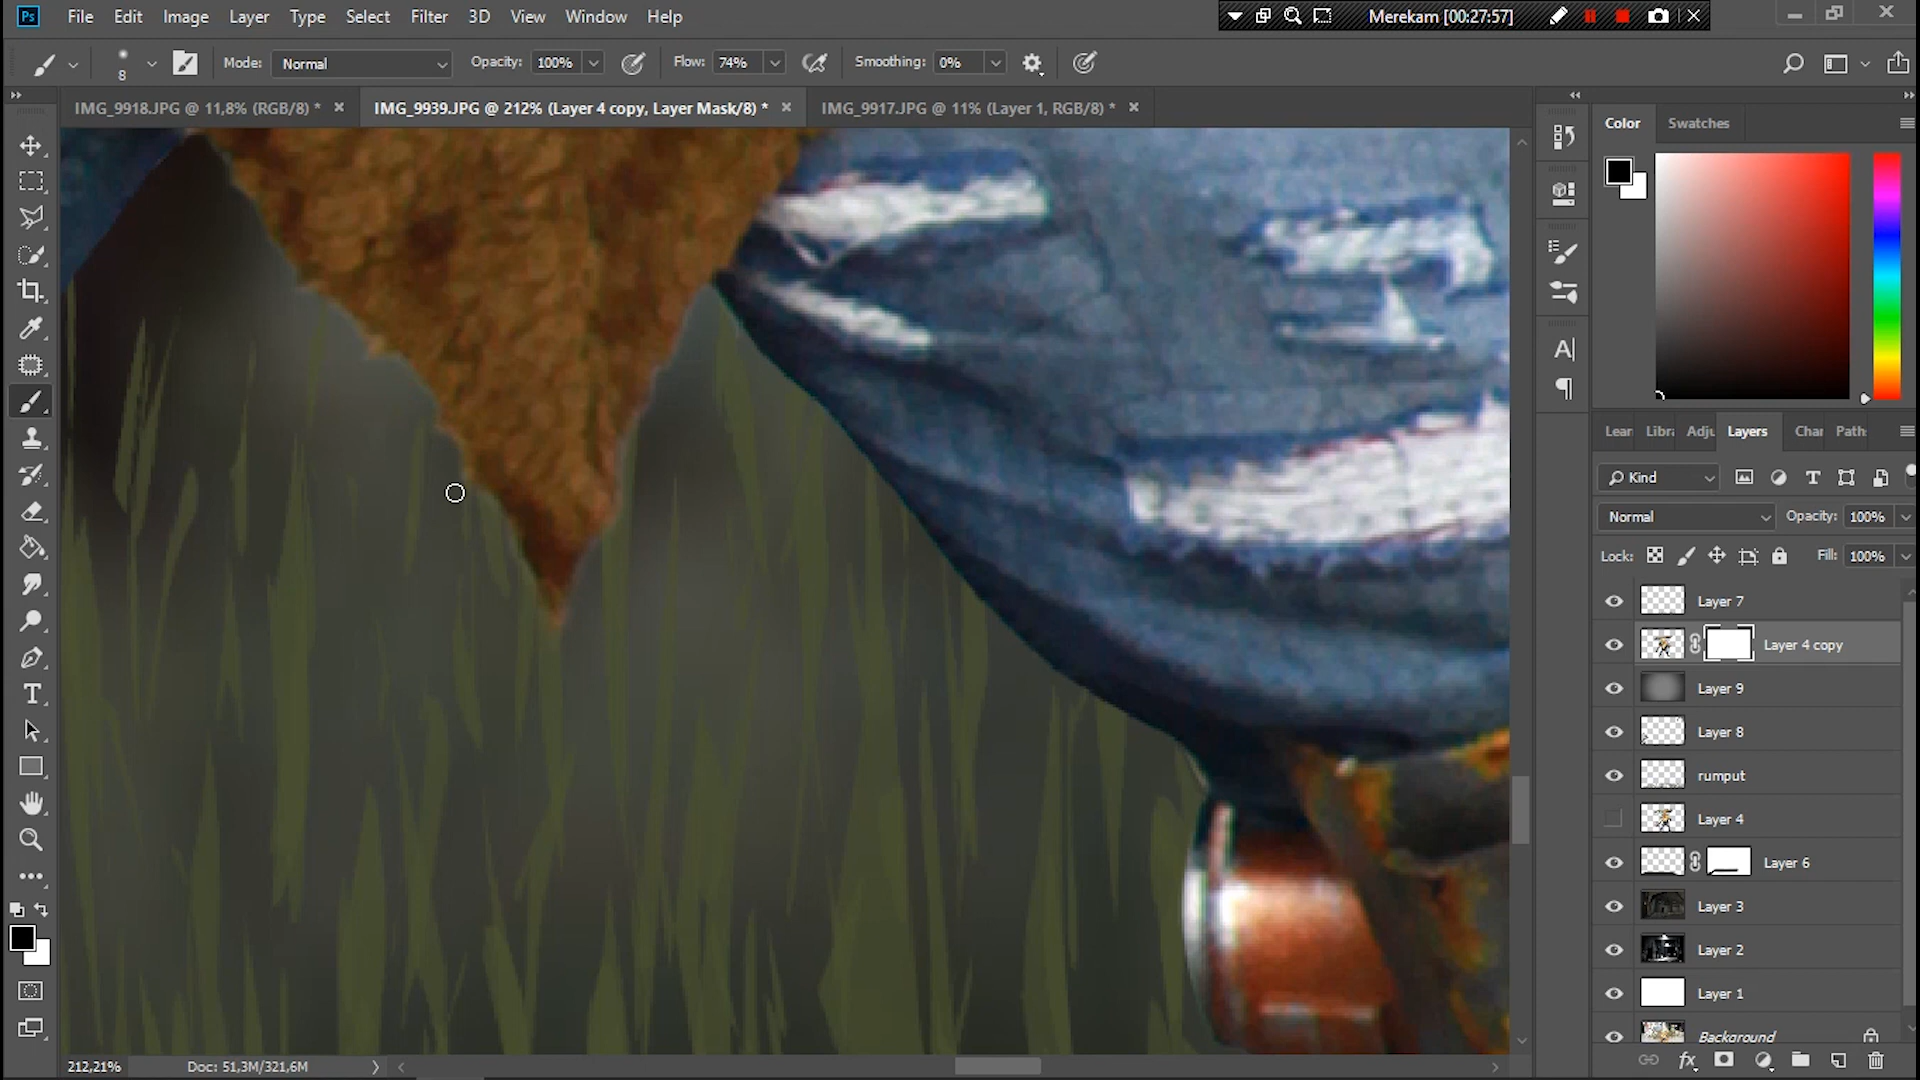 Ps File Edit Image Layer Type Select Filter 3D View Window Help
Merekam [00:27:57]
8 Mode: Normal Opacity: 100% Flow: 74% Smoothing: 0%
IMG_9918.JPG @ 11,8% (RGB/8) * IMG_9939.JPG @ 212% (Layer 4 copy, Layer Mask/8) * IMG_9917.JPG @ 11% (Layer 1, RGB/8) *
Color Swatches
Lear Libra Adju Layers Char Paths
Kind
Normal Opacity: 100%
Lock: Fill: 100%
Layer 7
Layer 4 copy
Layer 9
Layer 8
rumput
Layer 4
Layer 6
Layer 3
Layer 2
Layer 1
Background
212,21% Doc: 51,3M/321,6M